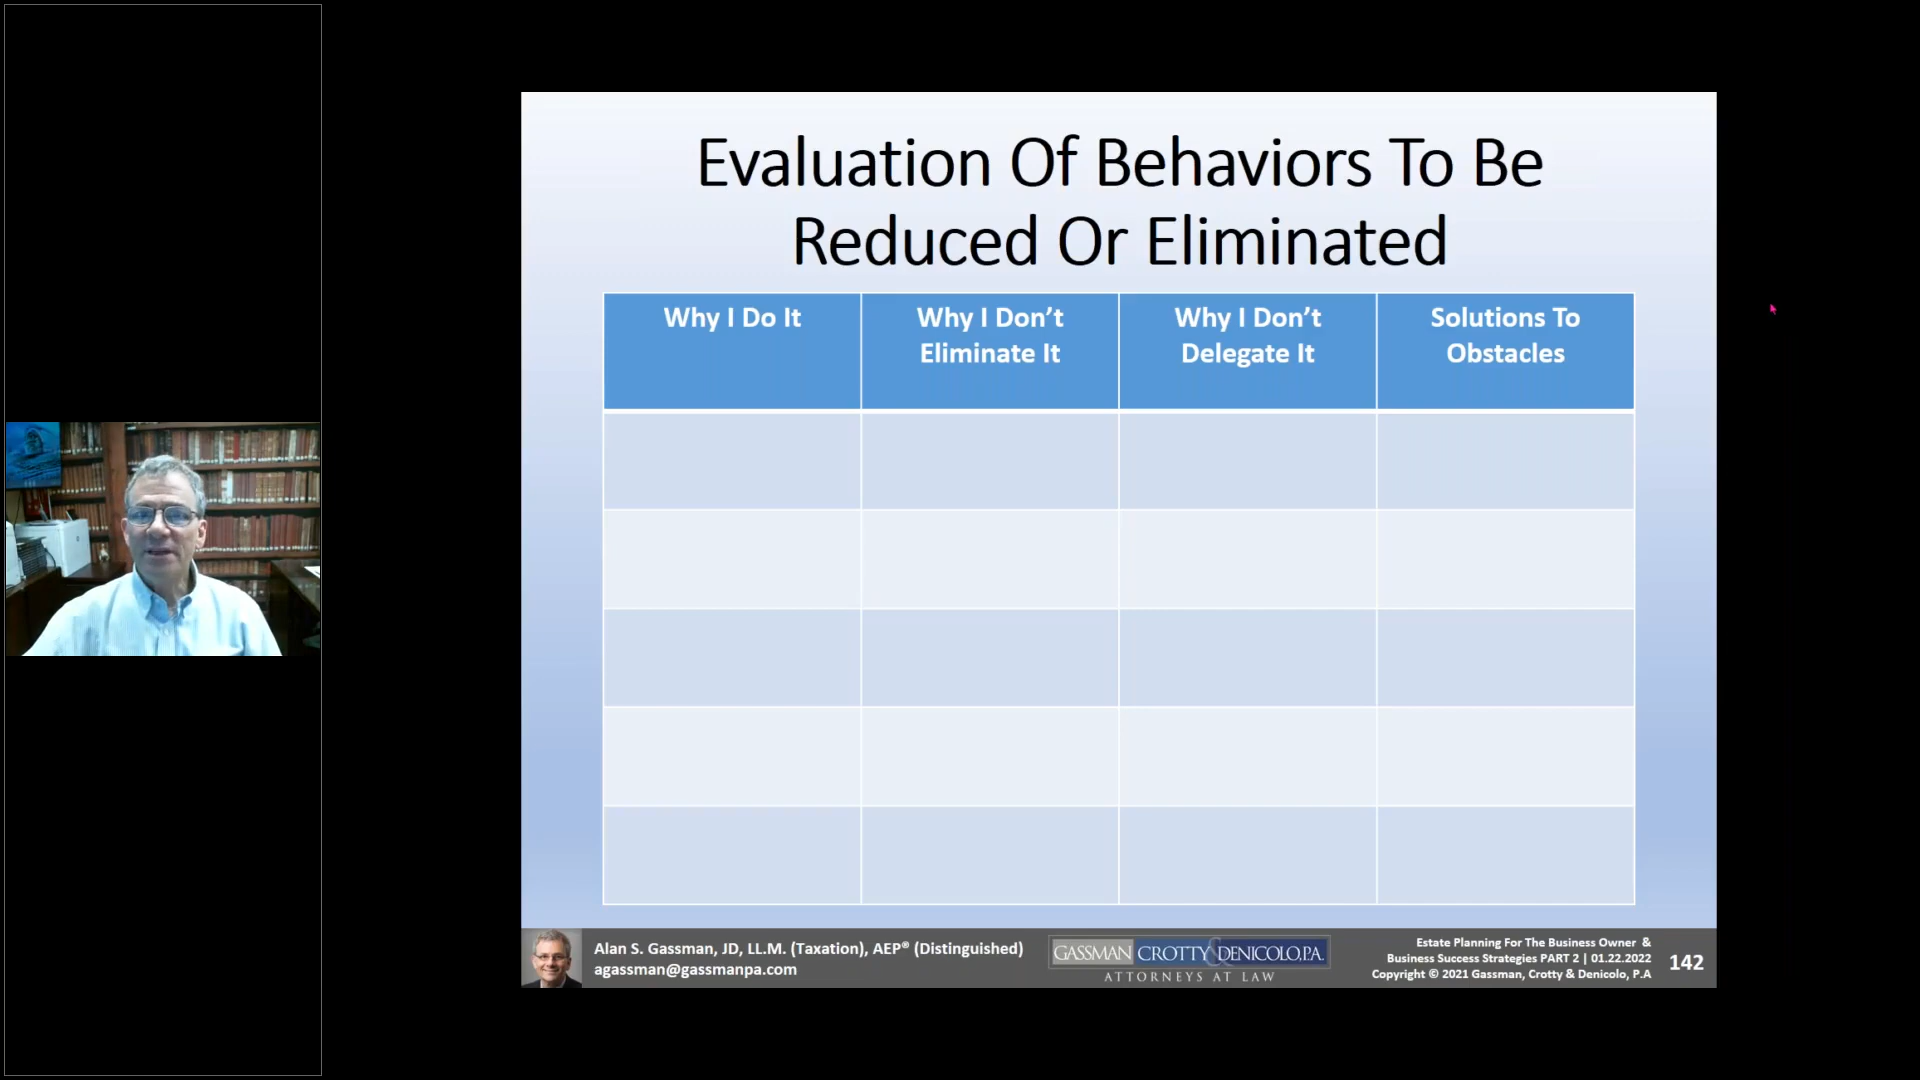 Evaluation Of Behaviors To Be
Reduced Or Eliminated
Why I Do It
Why I Don’t
Eliminate It
Why I Don’t
Delegate It
Solutions To
Obstacles
Alan S. Gassman, JD, LL.M. (Taxation), AEP® (Distinguished)
agassman@gassmanpa.com
GASSMAN CROTTY & DENICOLO, P.A.
ATTORNEYS AT LAW
Estate Planning For The Business Owner &
Business Success Strategies PART 2 | 01.22.2022
Copyright © 2021 Gassman, Crotty & Denicolo, P.A
142